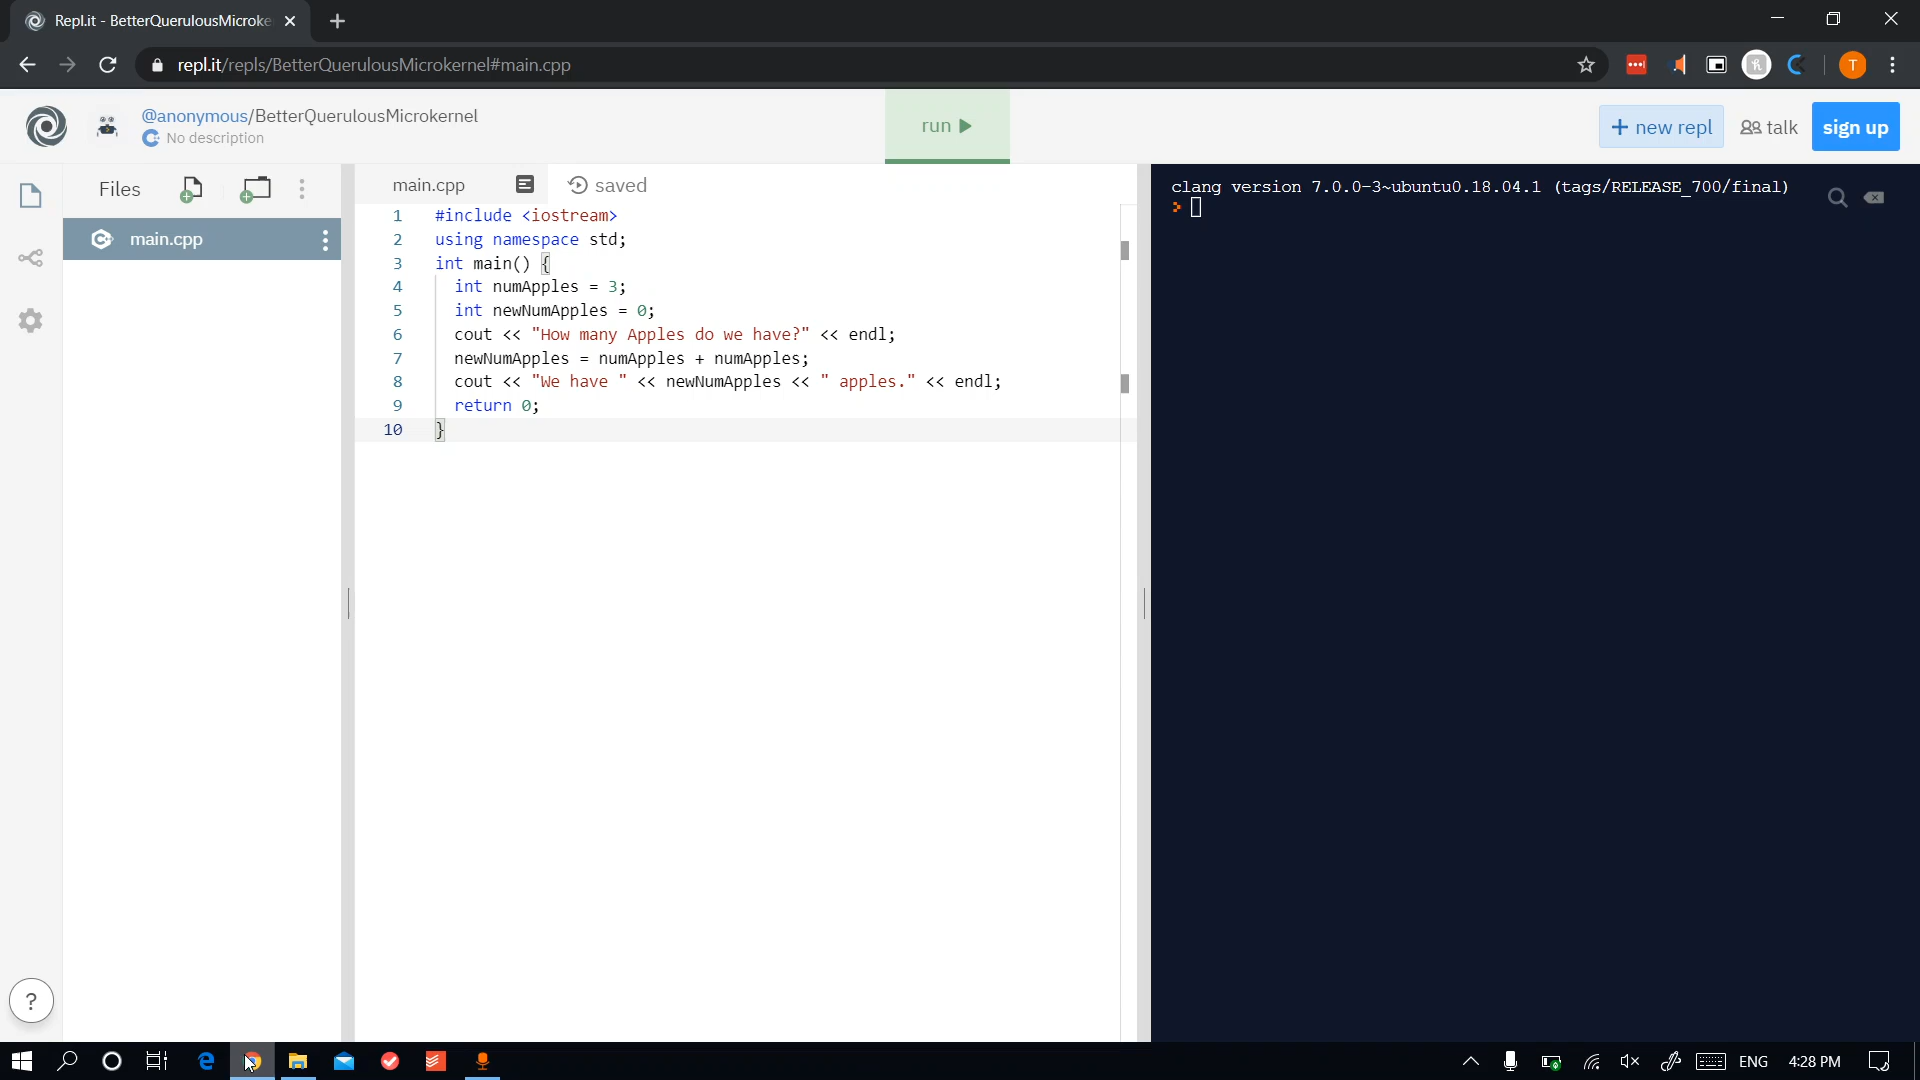 Repl.it - BetterQuerulousMicroke
repl.it/repls/BetterQuerulousMicrokernel#main.cpp
T
@anonymous/BetterQuerulousMicrokernel
No description
run
+ new repl
talk
sign up
Files
main.cpp
main.cpp
saved
1 #include <iostream>
2 using namespace std;
3 int main() {
4 int numApples = 3;
5 int newNumApples = 0;
6 cout << "How many Apples do we have?" << endl;
7 newNumApples = numApples + numApples;
8 cout << "We have " << newNumApples << " apples." << endl;
9 return 0;
10 }
clang version 7.0.0-3~ubuntu0.18.04.1 (tags/RELEASE_700/final)
>
?
ENG
4:28 PM